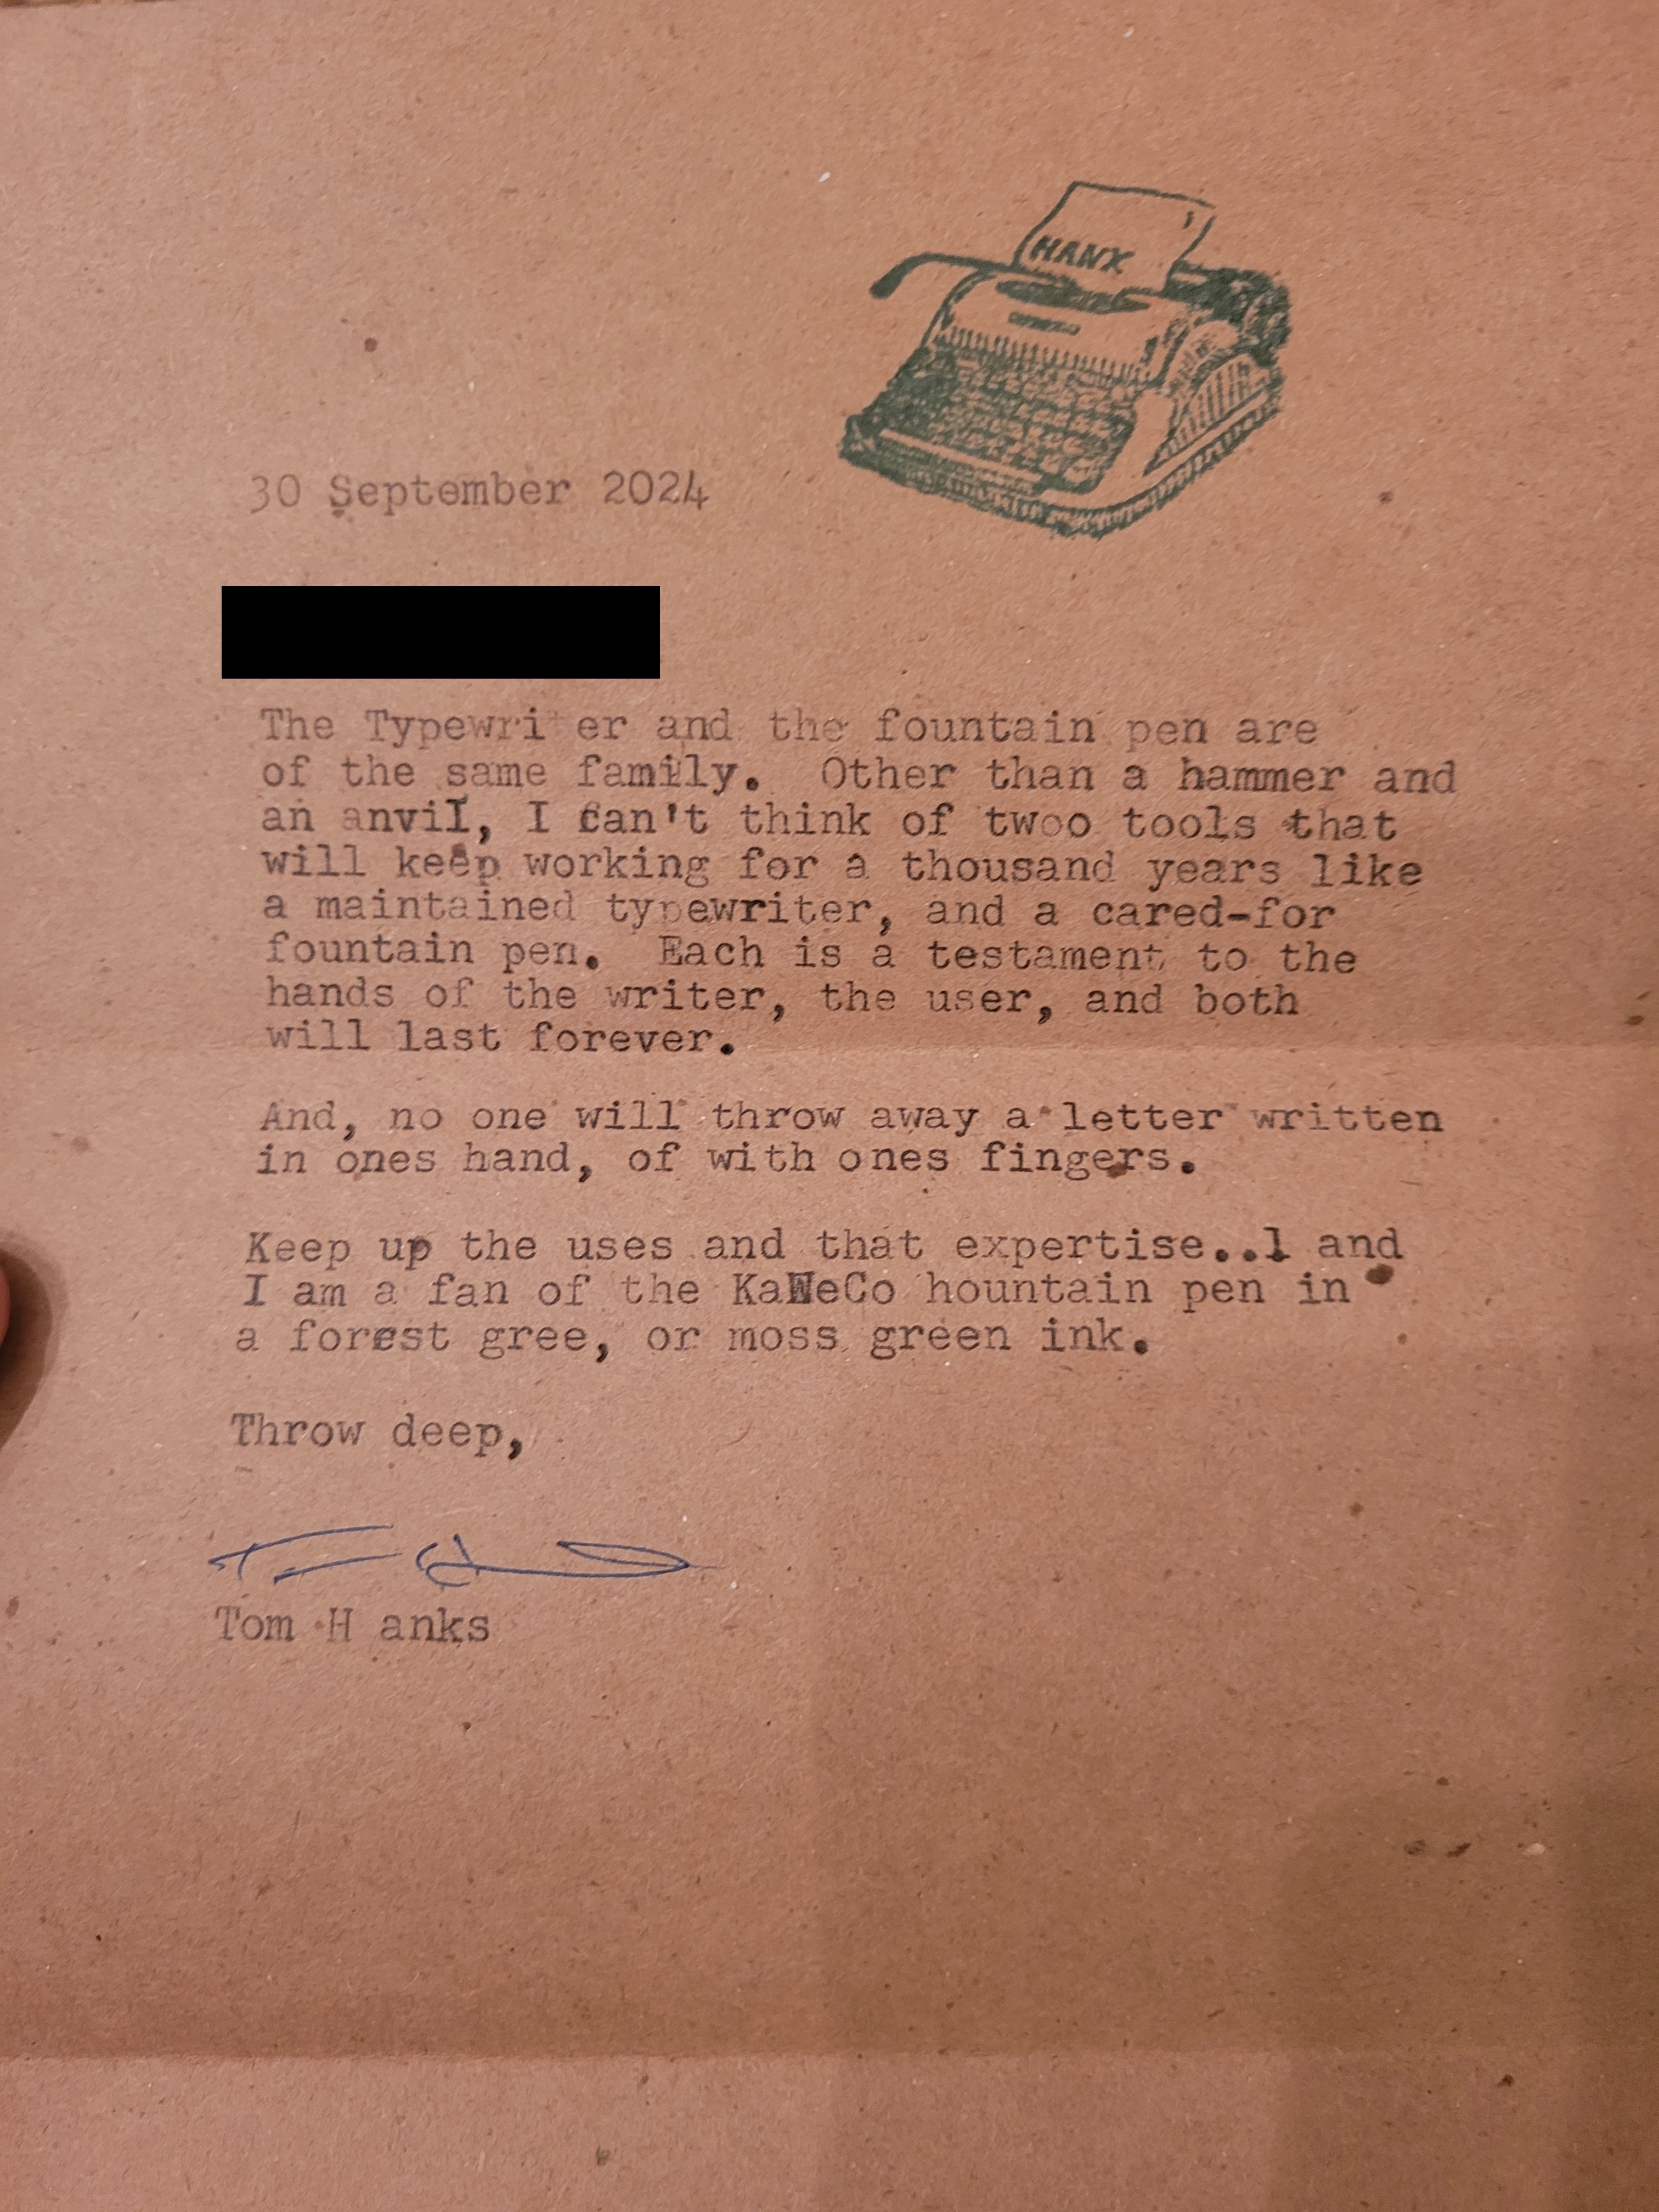 HANX
30 September 2024
The Typewri er and the fountain pen are
of the same family. Other than a hammer and
an anvil, I can't think of twoo tools that
will keep working for a thousand years like
a maintained typewriter, and a cared-for
fountain pen. Each is a testament to the
hands of the writer, the user, and both
will last forever.
And, no one will throw away a letter written
in ones hand, of with ones fingers.
Keep up the uses and that expertise..l and
I am a fan of the KaWeCo hountain pen in
a forest gree, or moss green ink.
Throw deep,
Tom H anks